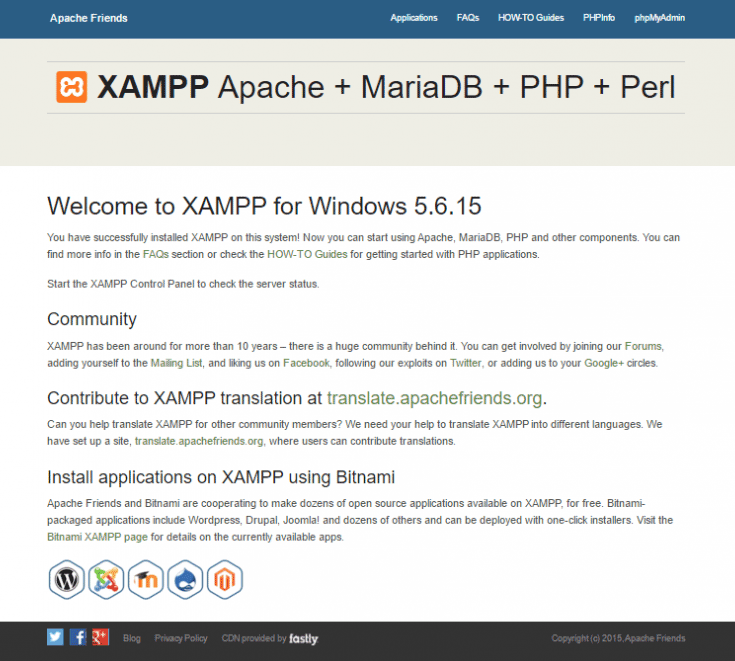 Apache Friends Applications FAQs HOW-TO Guides PHPInfo phpMyAdmin
XAMPP Apache + MariaDB + PHP + Perl
Welcome to XAMPP for Windows 5.6.15
You have successfully installed XAMPP on this system! Now you can start using Apache, MariaDB, PHP and other components. You can
find more info in the FAQs section or check the HOW-TO Guides for getting started with PHP applications.
Start the XAMPP Control Panel to check the server status.
Community
XAMPP has been around for more than 10 years – there is a huge community behind it. You can get involved by joining our Forums,
adding yourself to the Mailing List, and liking us on Facebook, following our exploits on Twitter, or adding us to your Google+ circles.
Contribute to XAMPP translation at translate.apachefriends.org.
Can you help translate XAMPP for other community members? We need your help to translate XAMPP into different languages. We
have set up a site, translate.apachefriends.org, where users can contribute translations.
Install applications on XAMPP using Bitnami
Apache Friends and Bitnami are cooperating to make dozens of open source applications available on XAMPP, for free. Bitnami-
packaged applications include Wordpress, Drupal, Joomla! and dozens of others and can be deployed with one-click installers. Visit the
Bitnami XAMPP page for details on the currently available apps.
Blog Privacy Policy CDN provided by fastly Copyright (c) 2015, Apache Friends